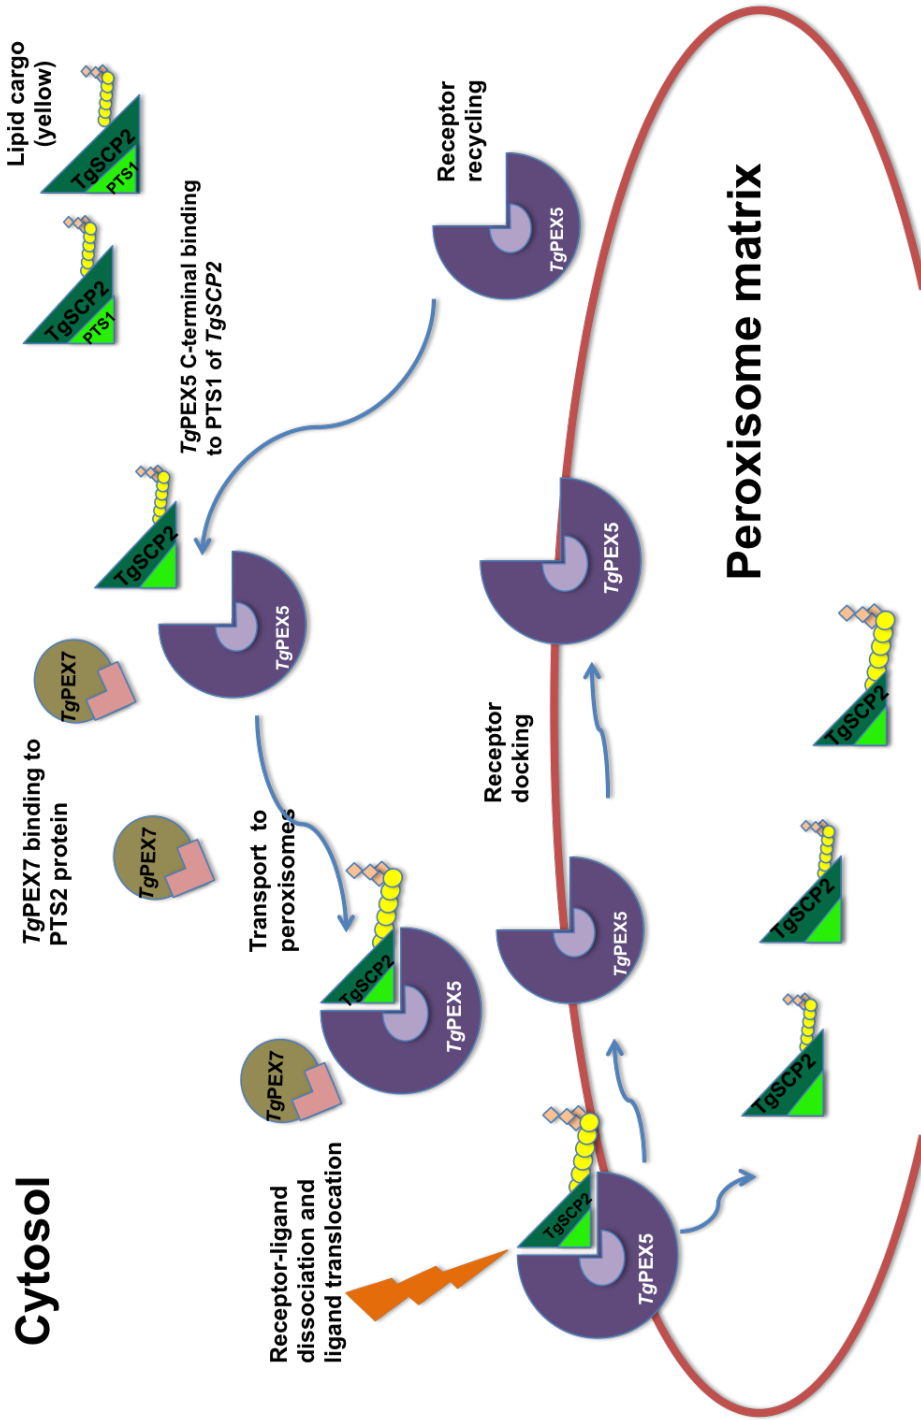 Cytosol
TgPEX7 binding to
PTS2 protein
TgPEX7
TgSCP2
PTS1
Lipid cargo
(yellow)
TgSCP2
PTS1
TgPEX7
TgSCP2
TgPEX5 C-terminal binding
to PTS1 of TgSCP2
Transport to
peroxisomes
TgPEX7
TgPEX5
Receptor-ligand
dissociation and
ligand translocation
TgSCP2
TgPEX5
Receptor
recycling
TgPEX5
Receptor
docking
TgSCP2
TgPEX5
TgPEX5
TgPEX5
Peroxisome matrix
TgSCP2
TgSCP2
TgSCP2